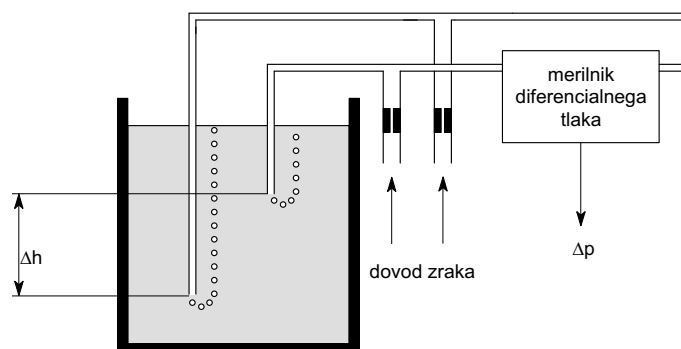 merilnik
diferencialnega
tlaka
Δh
dovod zraka
Δp